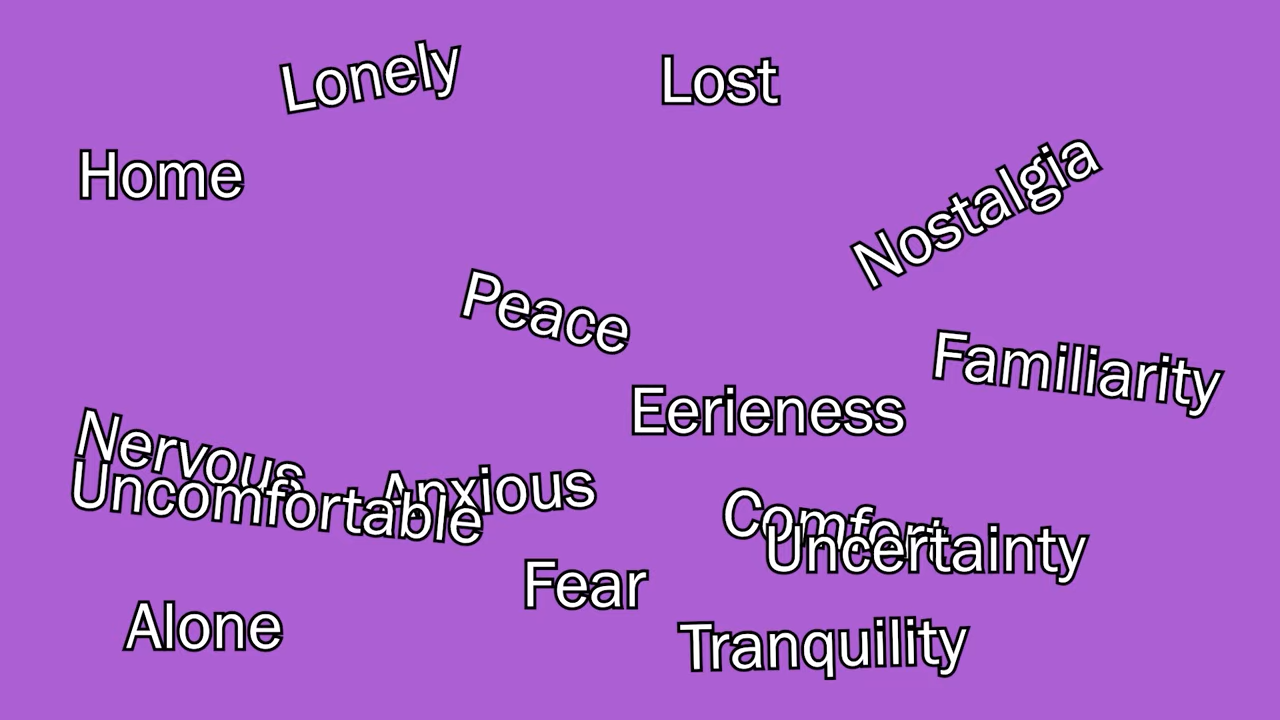 Lonely
Lost
Home
Nostalgia
Peace
Familiarity
Eerieness
Nervous
Anxious
Uncomfortable
Comfort
Uncertainty
Fear
Alone
Tranquility